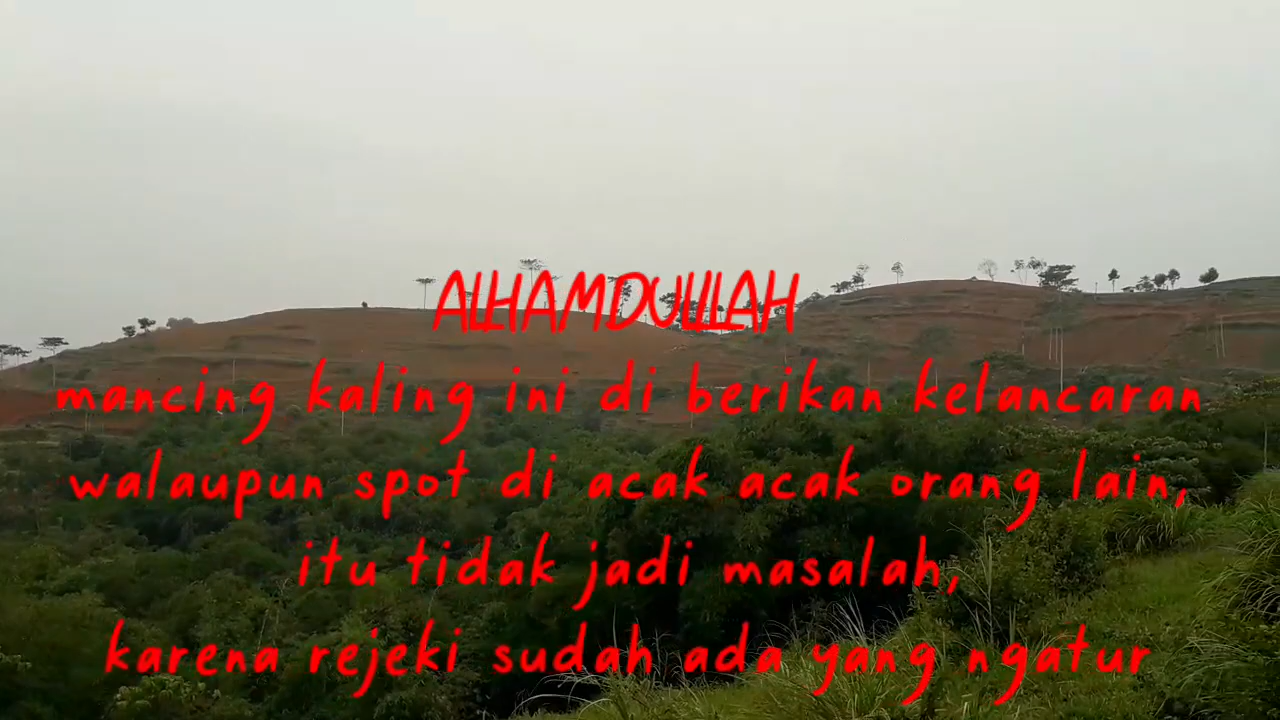 ALHAMDULILLAH
mancing kaling ini di berikan kelancaran
walaupun spot di acak acak orang lain,
itu tidak jadi masalah,
karena rejeki sudah ada yang ngatur